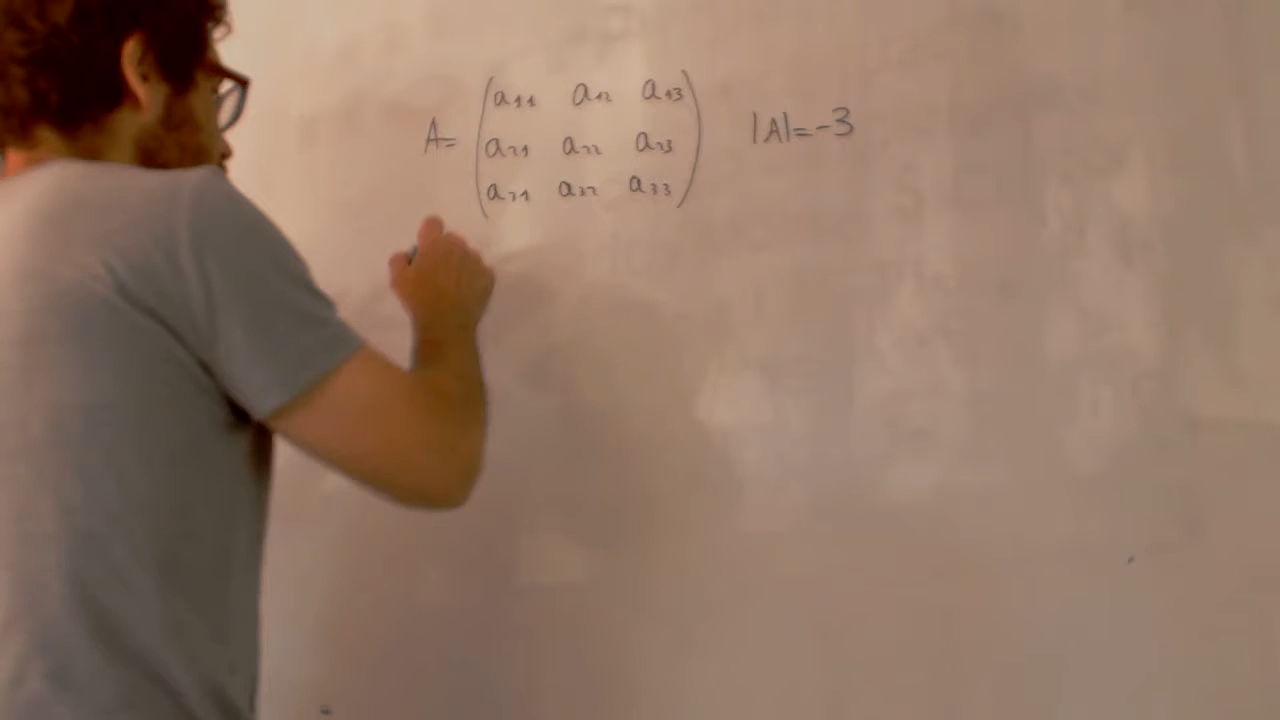 A= ( a₁₁ a₁₂ a₁₃ ) |A|=-3
a₂₁ a₂₂ a₂₃
a₃₁ a₃₂ a₃₃